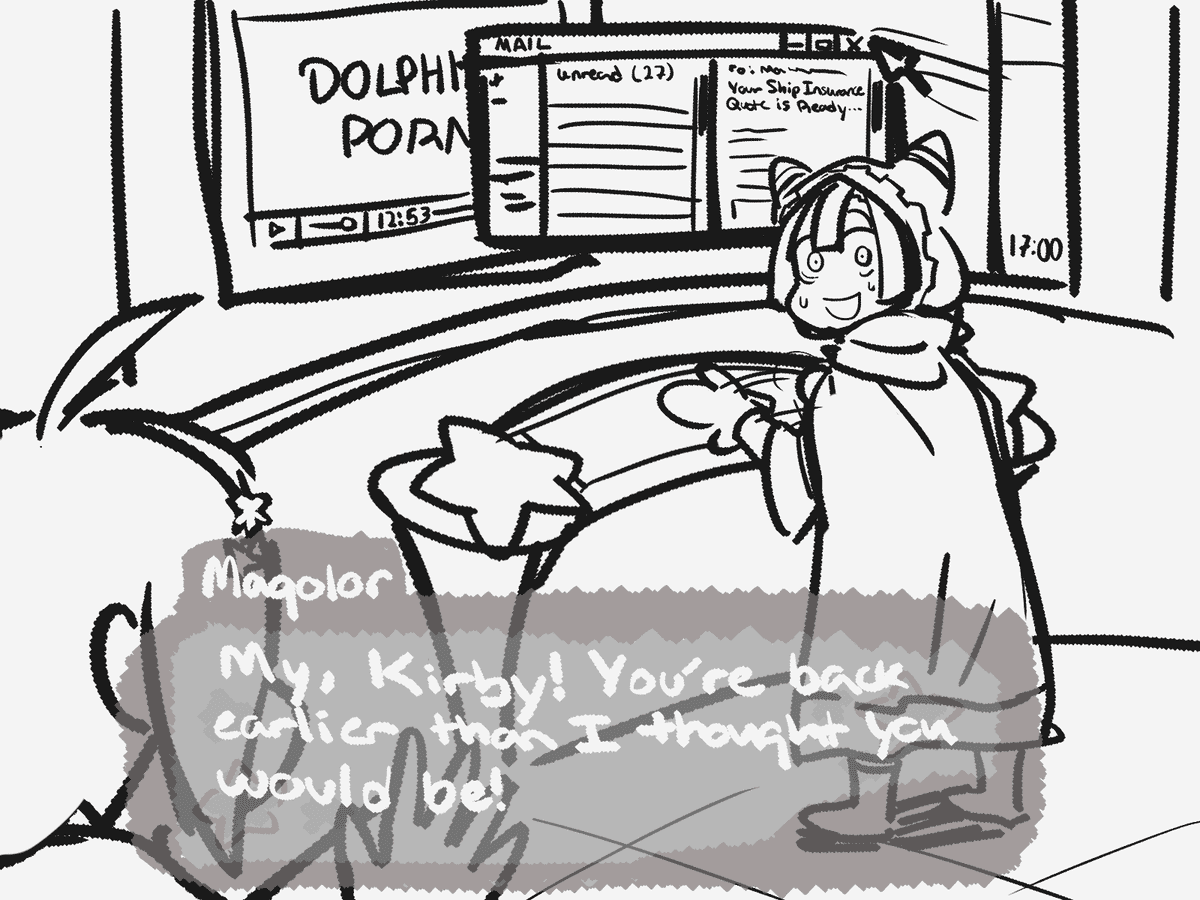 DOLPHI
PORN
12:53
MAIL
unread (27)
Your Ship Insurance
Quote is Ready...
17:00
Magolor
My, Kirby! You're back
earlier than I thought you
would be!